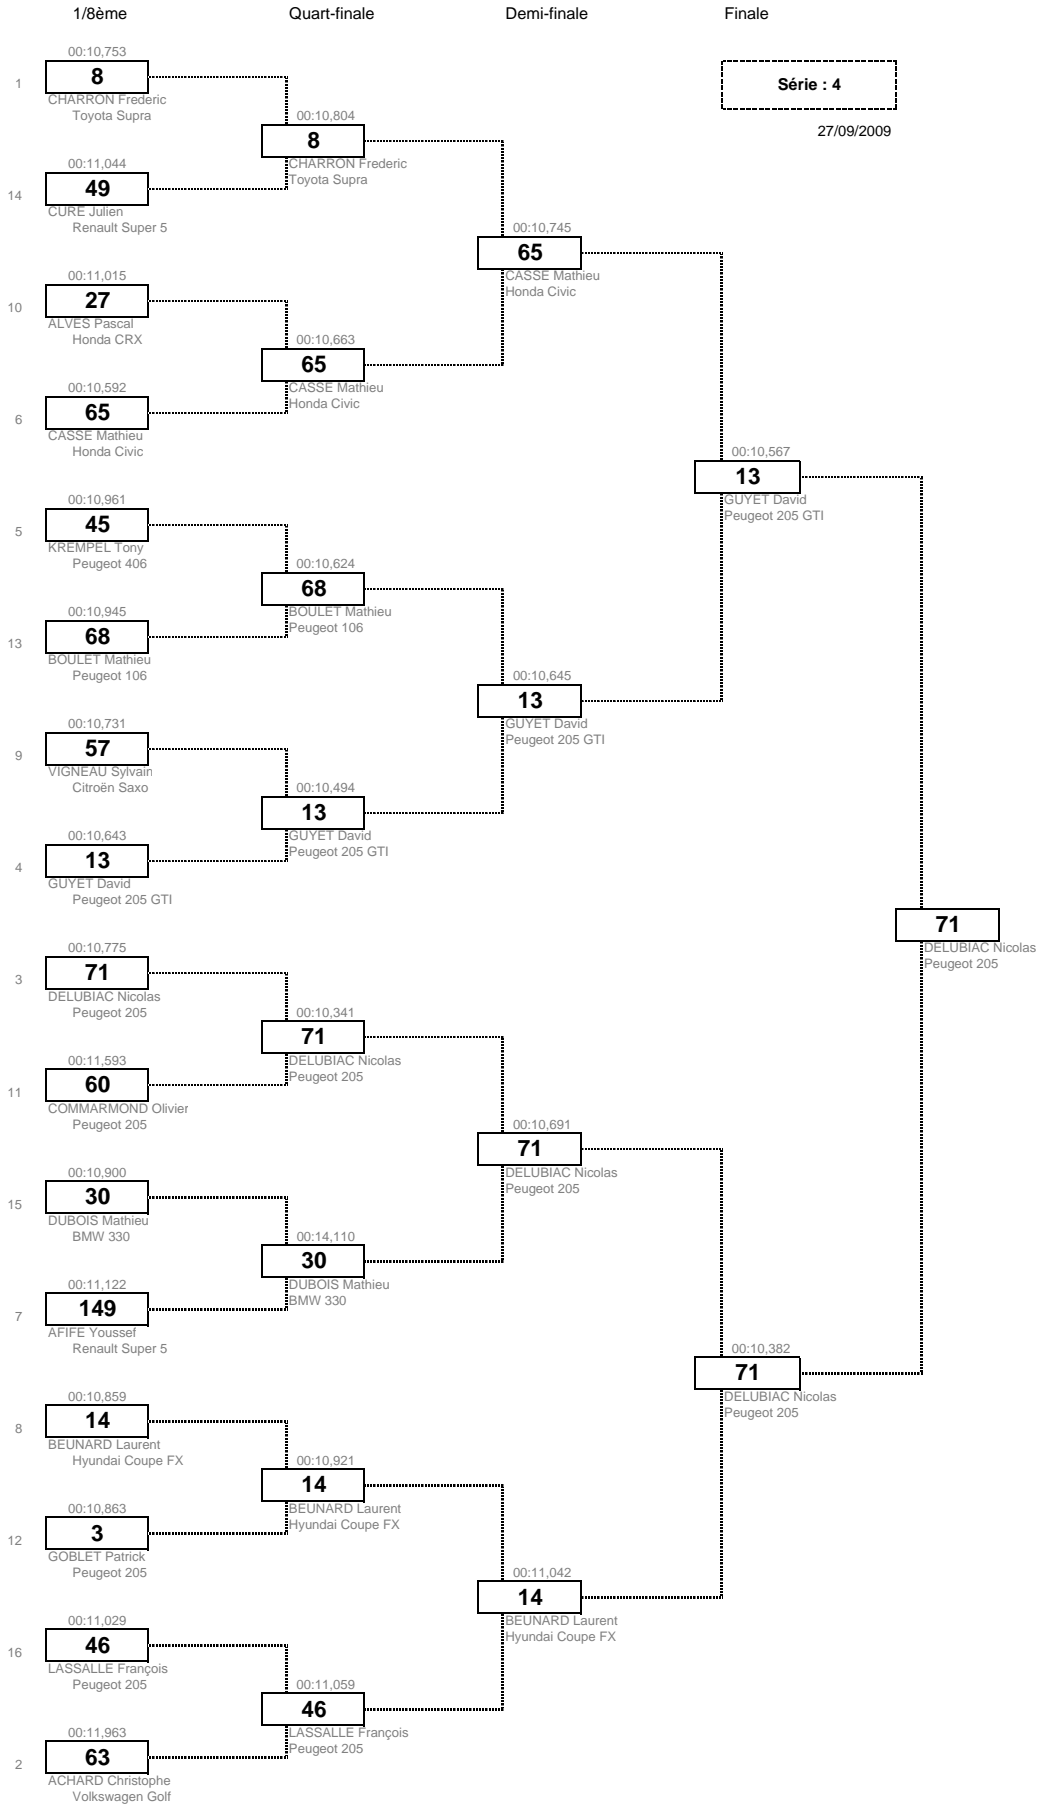 1/8ème Quart-finale Demi-finale Finale
00:10,753
1 8
CHARRON Frederic
Toyota Supra
Série : 4
27/09/2009
00:10,804
8
CHARRON Frederic
Toyota Supra
00:11,044
14 49
CURE Julien
Renault Super 5
00:10,745
65
CASSE Mathieu
Honda Civic
00:11,015
10 27
ALVES Pascal
Honda CRX
00:10,663
65
CASSE Mathieu
Honda Civic
00:10,592
6 65
CASSE Mathieu
Honda Civic
00:10,567
13
GUYET David
Peugeot 205 GTI
00:10,961
5 45
KREMPEL Tony
Peugeot 406
00:10,624
68
BOULET Mathieu
Peugeot 106
00:10,945
13 68
BOULET Mathieu
Peugeot 106
00:10,645
13
GUYET David
Peugeot 205 GTI
00:10,731
9 57
VIGNEAU Sylvain
Citroën Saxo
00:10,494
13
GUYET David
Peugeot 205 GTI
00:10,643
4 13
GUYET David
Peugeot 205 GTI
71
DELUBIAC Nicolas
Peugeot 205
00:10,775
3 71
DELUBIAC Nicolas
Peugeot 205
00:10,341
71
DELUBIAC Nicolas
Peugeot 205
00:11,593
11 60
COMMARMOND Olivier
Peugeot 205
00:10,691
71
DELUBIAC Nicolas
Peugeot 205
00:10,900
15 30
DUBOIS Mathieu
BMW 330
00:14,110
30
DUBOIS Mathieu
BMW 330
00:11,122
7 149
AFIFE Youssef
Renault Super 5
00:10,382
71
DELUBIAC Nicolas
Peugeot 205
00:10,859
8 14
BEUNARD Laurent
Hyundai Coupe FX
00:10,921
14
BEUNARD Laurent
Hyundai Coupe FX
00:10,863
12 3
GOBLET Patrick
Peugeot 205
00:11,042
14
BEUNARD Laurent
Hyundai Coupe FX
00:11,029
16 46
LASSALLE François
Peugeot 205
00:11,059
46
LASSALLE François
Peugeot 205
00:11,963
2 63
ACHARD Christophe
Volkswagen Golf